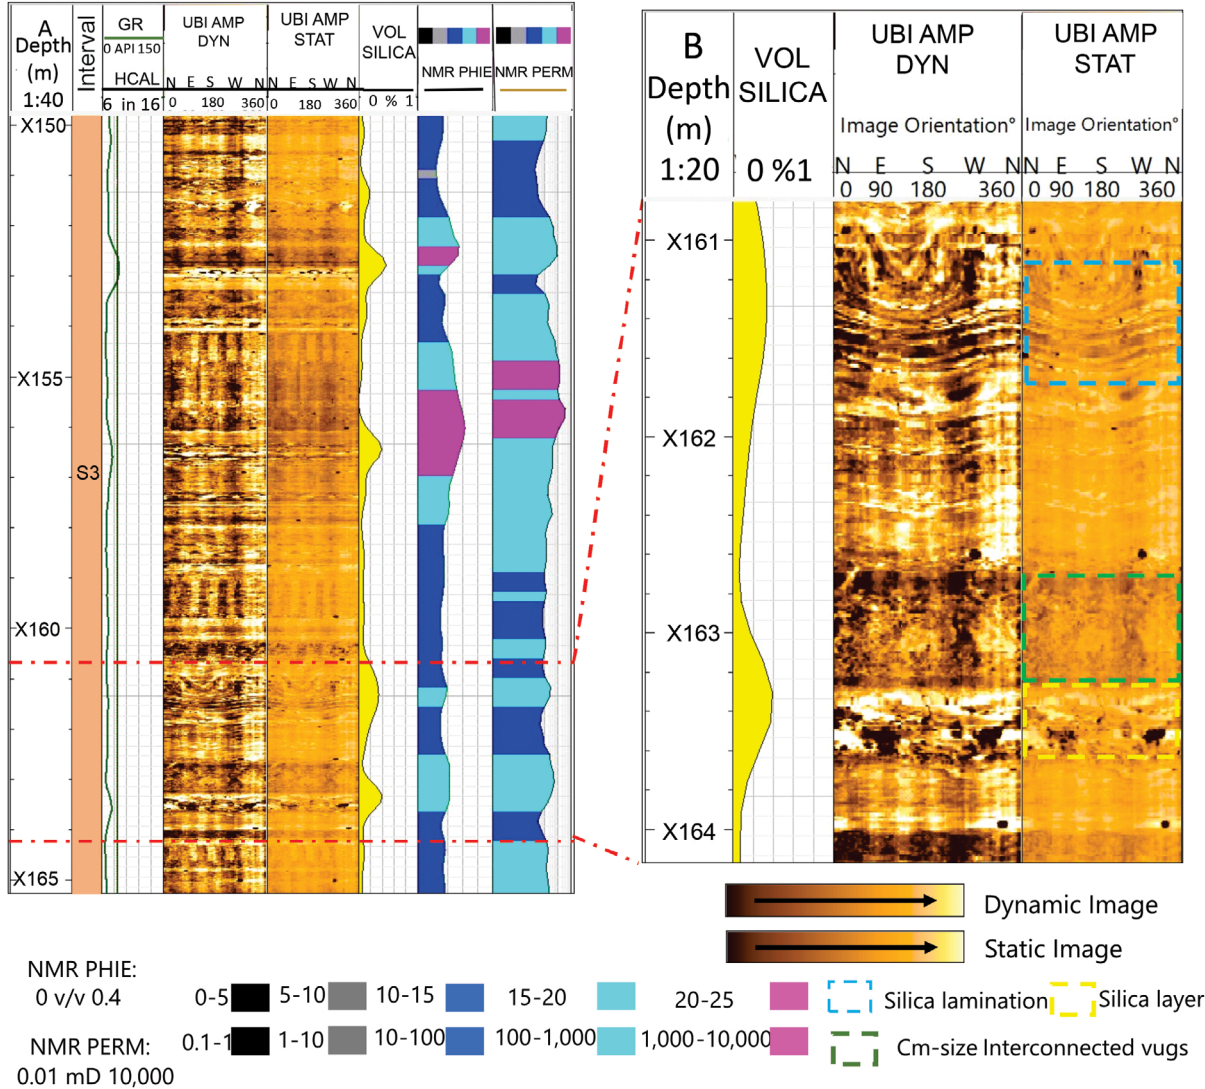 A
Depth
(m)
1:40
Interval
GR
0 API 150
HCAL
6 in 16
UBI AMP
DYN
N E S W N
0 180 360
UBI AMP
STAT
N E S W N
0 180 360
VOL
SILICA
0 % 1
NMR PHIE
NMR PERM
X150
X155
S3
X160
X165
B
Depth
(m)
1:20
VOL
SILICA
0 %1
UBI AMP
DYN
Image Orientation°
N E S W N
0 90 180 360
UBI AMP
STAT
Image Orientation°
N E S W N
0 90 180 360
X161
X162
X163
X164
Dynamic Image
Static Image
NMR PHIE:
0 v/v 0.4
0-5 5-10 10-15 15-20 20-25
Silica lamination Silica layer
NMR PERM:
0.01 mD 10,000
0.1-1 1-10 10-100 100-1,000 1,000-10,000
Cm-size Interconnected vugs